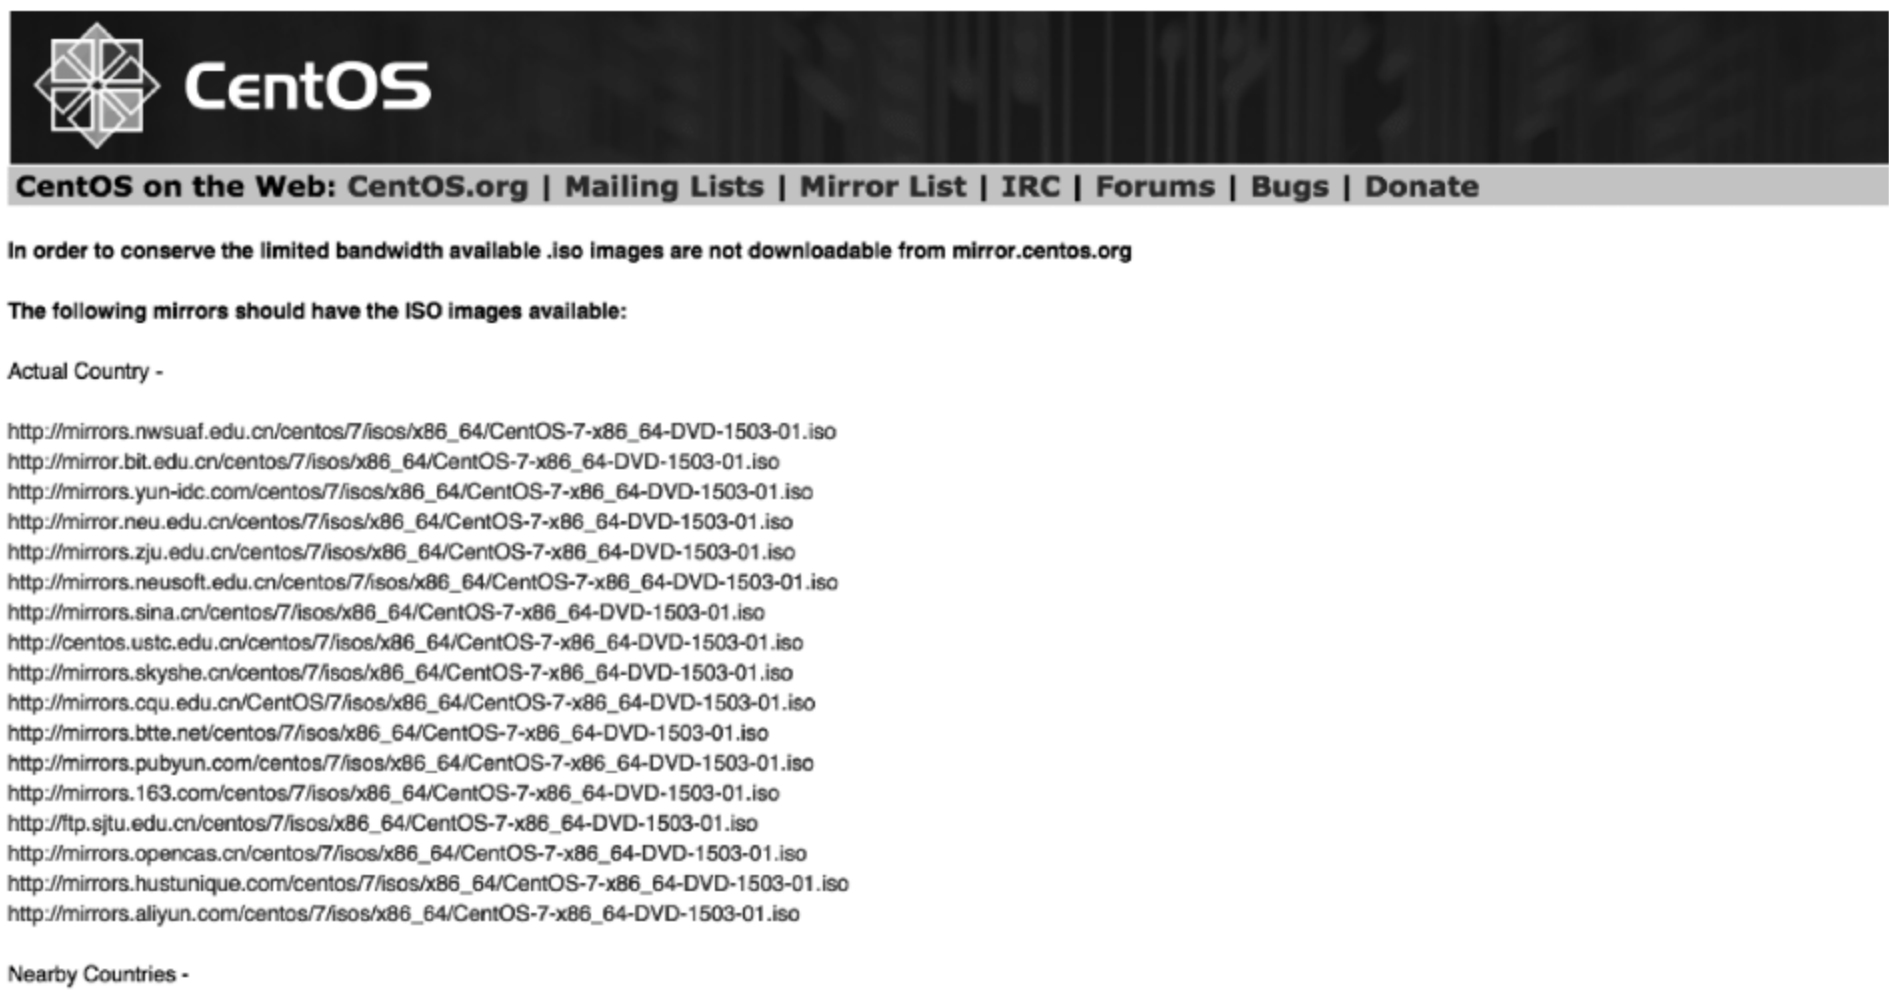 CentOS
CentOS on the Web: CentOS.org | Mailing Lists | Mirror List | IRC | Forums | Bugs | Donate
In order to conserve the limited bandwidth available .iso images are not downloadable from mirror.centos.org
The following mirrors should have the ISO images available:
Actual Country -
http://mirrors.nwsuaf.edu.cn/centos/7/isos/x86_64/CentOS-7-x86_64-DVD-1503-01.iso
http://mirror.bit.edu.cn/centos/7/isos/x86_64/CentOS-7-x86_64-DVD-1503-01.iso
http://mirrors.yun-idc.com/centos/7/isos/x86_64/CentOS-7-x86_64-DVD-1503-01.iso
http://mirror.neu.edu.cn/centos/7/isos/x86_64/CentOS-7-x86_64-DVD-1503-01.iso
http://mirrors.zju.edu.cn/centos/7/isos/x86_64/CentOS-7-x86_64-DVD-1503-01.iso
http://mirrors.neusoft.edu.cn/centos/7/isos/x86_64/CentOS-7-x86_64-DVD-1503-01.iso
http://mirrors.sina.cn/centos/7/isos/x86_64/CentOS-7-x86_64-DVD-1503-01.iso
http://centos.ustc.edu.cn/centos/7/isos/x86_64/CentOS-7-x86_64-DVD-1503-01.iso
http://mirrors.skyshe.cn/centos/7/isos/x86_64/CentOS-7-x86_64-DVD-1503-01.iso
http://mirrors.cqu.edu.cn/CentOS/7/isos/x86_64/CentOS-7-x86_64-DVD-1503-01.iso
http://mirrors.btte.net/centos/7/isos/x86_64/CentOS-7-x86_64-DVD-1503-01.iso
http://mirrors.pubyun.com/centos/7/isos/x86_64/CentOS-7-x86_64-DVD-1503-01.iso
http://mirrors.163.com/centos/7/isos/x86_64/CentOS-7-x86_64-DVD-1503-01.iso
http://ftp.sjtu.edu.cn/centos/7/isos/x86_64/CentOS-7-x86_64-DVD-1503-01.iso
http://mirrors.opencas.cn/centos/7/isos/x86_64/CentOS-7-x86_64-DVD-1503-01.iso
http://mirrors.hustunique.com/centos/7/isos/x86_64/CentOS-7-x86_64-DVD-1503-01.iso
http://mirrors.aliyun.com/centos/7/isos/x86_64/CentOS-7-x86_64-DVD-1503-01.iso
Nearby Countries -